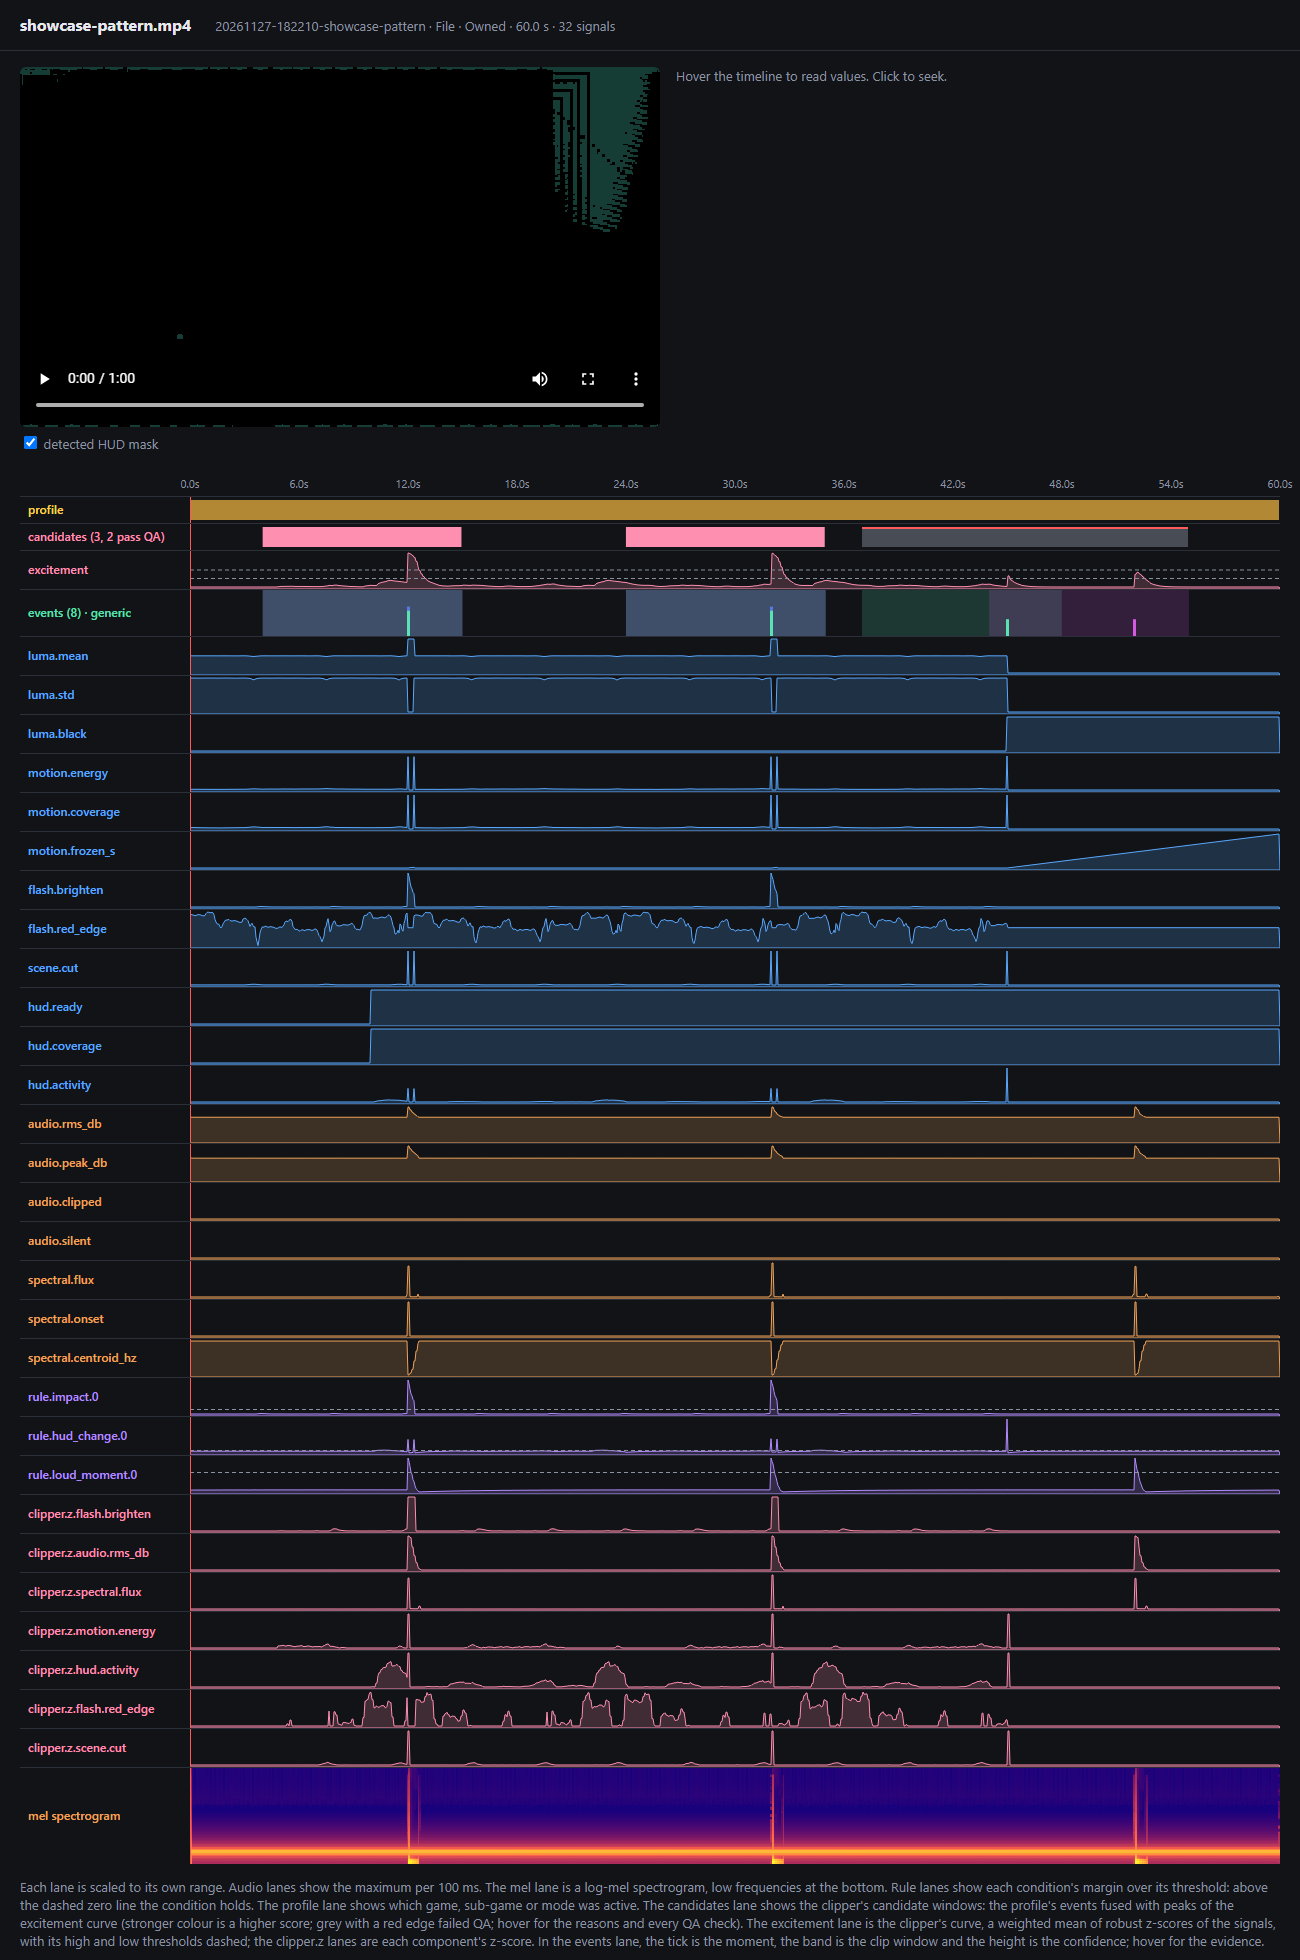 showcase-pattern.mp4 20261127-182210-showcase-pattern · File · Owned · 60.0 s · 32 signals
Hover the timeline to read values. Click to seek.
0:00 / 1:00
detected HUD mask
0.0s 6.0s 12.0s 18.0s 24.0s 30.0s 36.0s 42.0s 48.0s 54.0s 60.0s
profile
candidates (3, 2 pass QA)
excitement
events (8) · generic
luma.mean
luma.std
luma.black
motion.energy
motion.coverage
motion.frozen_s
flash.brighten
flash.red_edge
scene.cut
hud.ready
hud.coverage
hud.activity
audio.rms_db
audio.peak_db
audio.clipped
audio.silent
spectral.flux
spectral.onset
spectral.centroid_hz
rule.impact.0
rule.hud_change.0
rule.loud_moment.0
clipper.z.flash.brighten
clipper.z.audio.rms_db
clipper.z.spectral.flux
clipper.z.motion.energy
clipper.z.hud.activity
clipper.z.flash.red_edge
clipper.z.scene.cut
mel spectrogram
Each lane is scaled to its own range. Audio lanes show the maximum per 100 ms. The mel lane is a log-mel spectrogram, low frequencies at the bottom. Rule lanes show each condition's margin over its threshold: above
the dashed zero line the condition holds. The profile lane shows which game, sub-game or mode was active. The candidates lane shows the clipper's candidate windows: the profile's events fused with peaks of the
excitement curve (stronger colour is a higher score; grey with a red edge failed QA; hover for the reasons and every QA check). The excitement lane is the clipper's curve, a weighted mean of robust z-scores of the signals,
with its high and low thresholds dashed; the clipper.z lanes are each component's z-score. In the events lane, the tick is the moment, the band is the clip window and the height is the confidence; hover for the evidence.